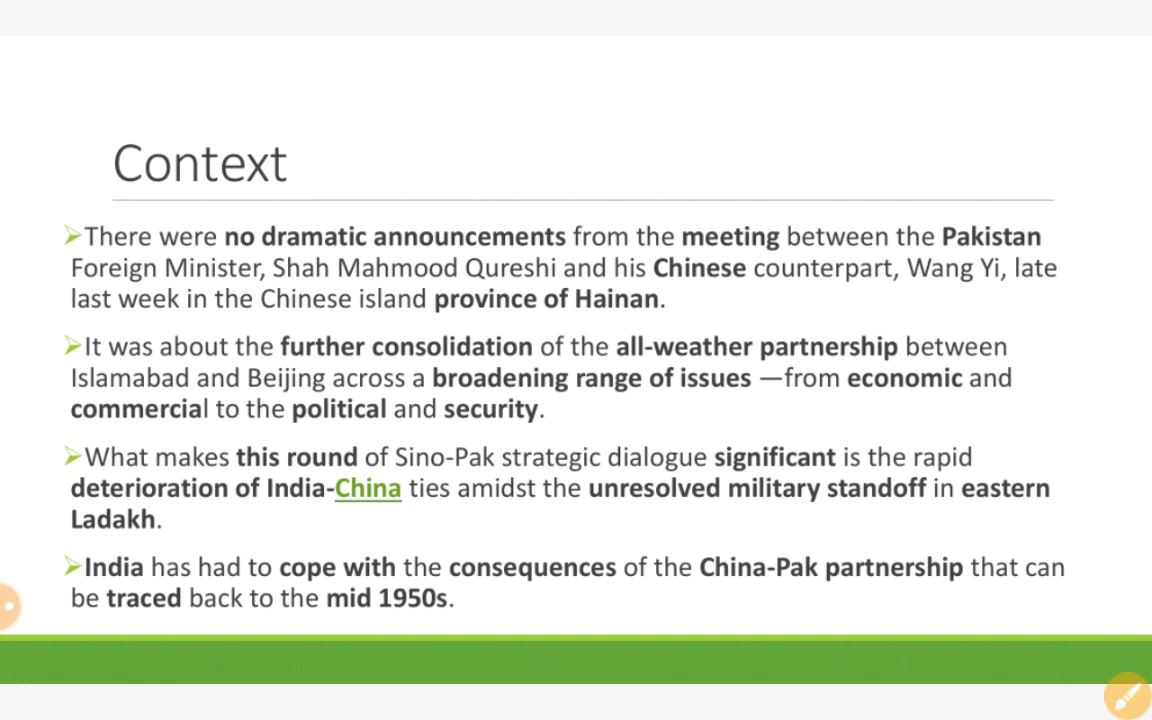 Context
There were no dramatic announcements from the meeting between the Pakistan
Foreign Minister, Shah Mahmood Qureshi and his Chinese counterpart, Wang Yi, late
last week in the Chinese island province of Hainan.
It was about the further consolidation of the all-weather partnership between
Islamabad and Beijing across a broadening range of issues —from economic and
commercial to the political and security.
What makes this round of Sino-Pak strategic dialogue significant is the rapid
deterioration of India-China ties amidst the unresolved military standoff in eastern
Ladakh.
India has had to cope with the consequences of the China-Pak partnership that can
be traced back to the mid 1950s.